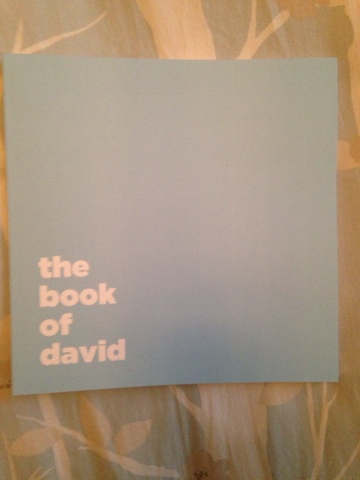 the
book
of
david